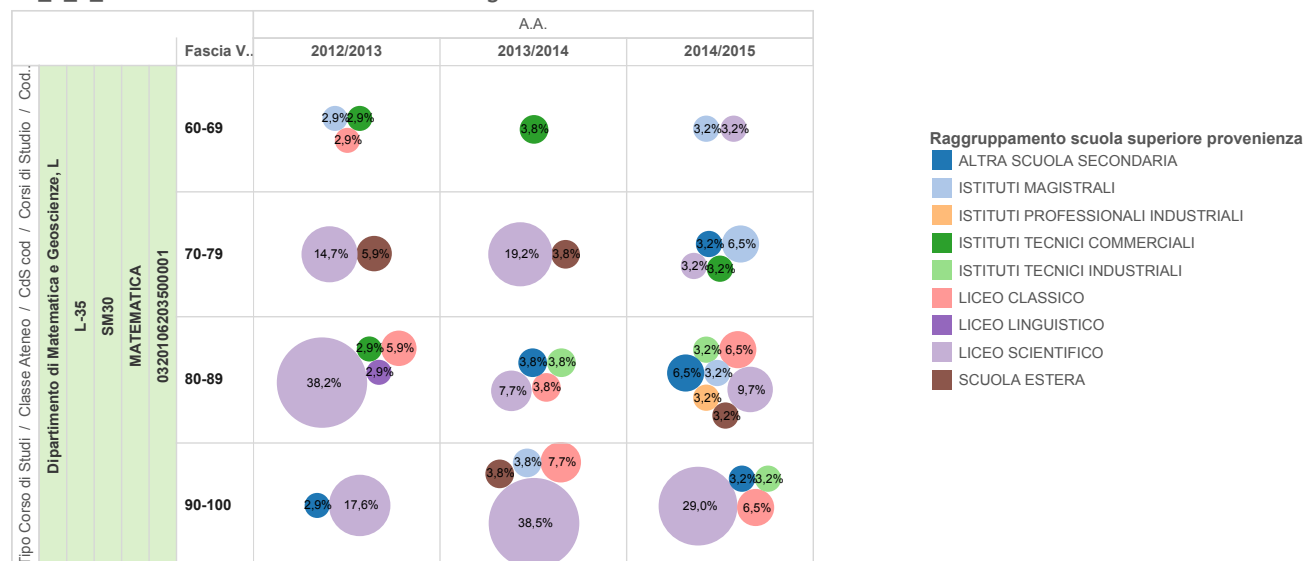 A.A.
Fascia V..
2012/2013
2013/2014
2014/2015
Tipo Corso di Studi / Classe Ateneo / CdS cod / Corsi di Studio / Cod..
Dipartimento di Matematica e Geoscienze, L
L-35
SM30
MATEMATICA
0320106203500001
60-69
2,9% 2,9%
2,9%
3,8%
3,2% 3,2%
70-79
14,7% 5,9%
19,2% 3,8%
3,2% 6,5%
3,2% 3,2%
80-89
2,9% 5,9%
2,9%
38,2%
3,8% 3,8%
7,7% 3,8%
3,2% 6,5%
6,5% 3,2%
9,7%
3,2%
3,2%
90-100
2,9% 17,6%
3,8% 3,8% 7,7%
38,5%
3,2% 3,2%
29,0% 6,5%
Raggruppamento scuola superiore provenienza
ALTRA SCUOLA SECONDARIA
ISTITUTI MAGISTRALI
ISTITUTI PROFESSIONALI INDUSTRIALI
ISTITUTI TECNICI COMMERCIALI
ISTITUTI TECNICI INDUSTRIALI
LICEO CLASSICO
LICEO LINGUISTICO
LICEO SCIENTIFICO
SCUOLA ESTERA